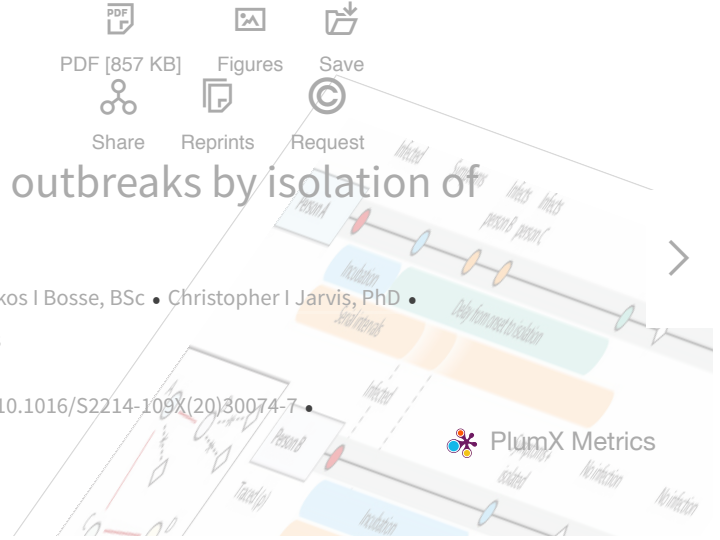 PDF
PDF [857 KB] Figures Save
Share Reprints Request
Infected
outbreaks by isolation of
Infects Infects
person B person C
Person A
Incubation
kos I Bosse, BSc • Christopher I Jarvis, PhD •
Delay from onset to isolation
Serial intervals
Infected
10.1016/S2214-109X(20)30074-7 •
Person B
PlumX Metrics
isolated
No infection
No infection
Traced (ρ)
Incubation